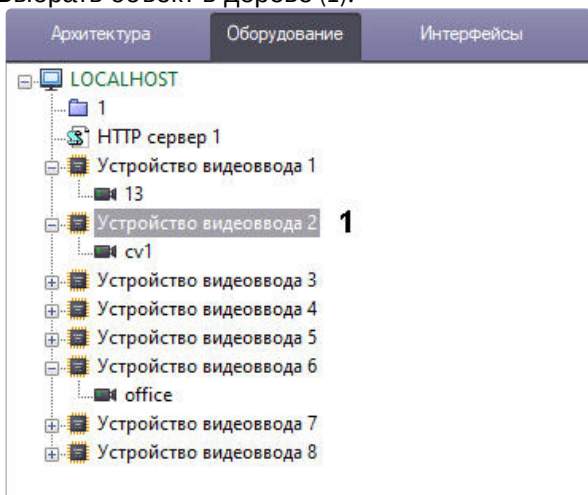 Выбрать объект в дереве (1).
Архитектура Оборудование Интерфейсы
LOCALHOST
1
HTTP сервер 1
Устройство видеоввода 1
13
Устройство видеоввода 2 1
cv1
Устройство видеоввода 3
Устройство видеоввода 4
Устройство видеоввода 5
Устройство видеоввода 6
office
Устройство видеоввода 7
Устройство видеоввода 8